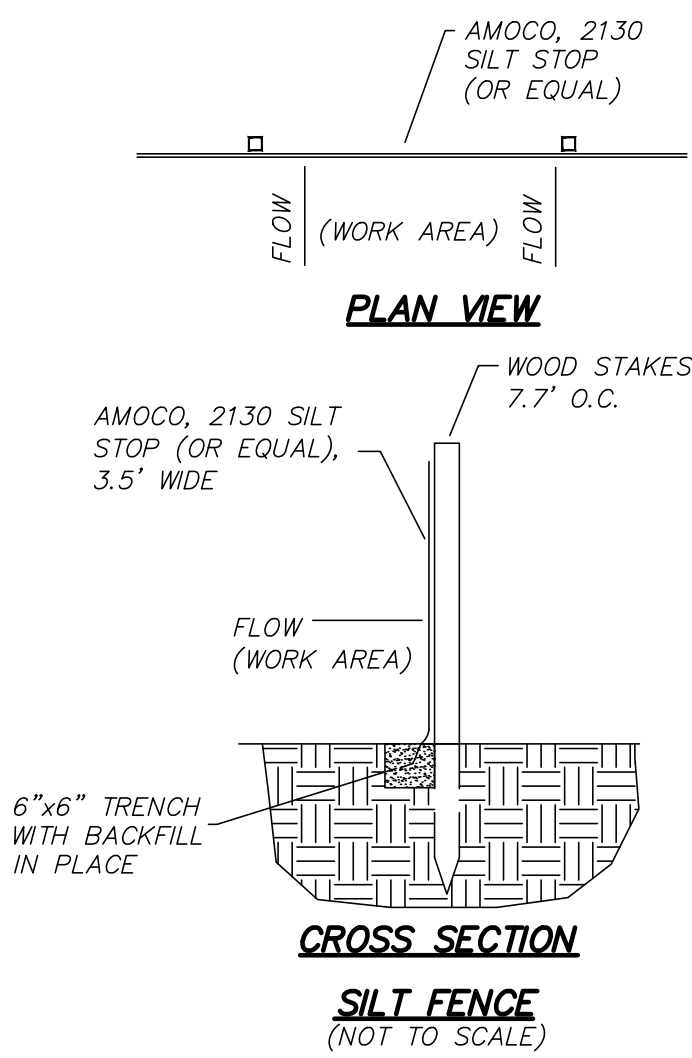 AMOCO, 2130
SILT STOP
(OR EQUAL)
FLOW
(WORK AREA)
FLOW
PLAN VIEW
WOOD STAKES
7.7' O.C.
AMOCO, 2130 SILT
STOP (OR EQUAL),
3.5' WIDE
FLOW
(WORK AREA)
6"x6" TRENCH
WITH BACKFILL
IN PLACE
CROSS SECTION
SILT FENCE
(NOT TO SCALE)